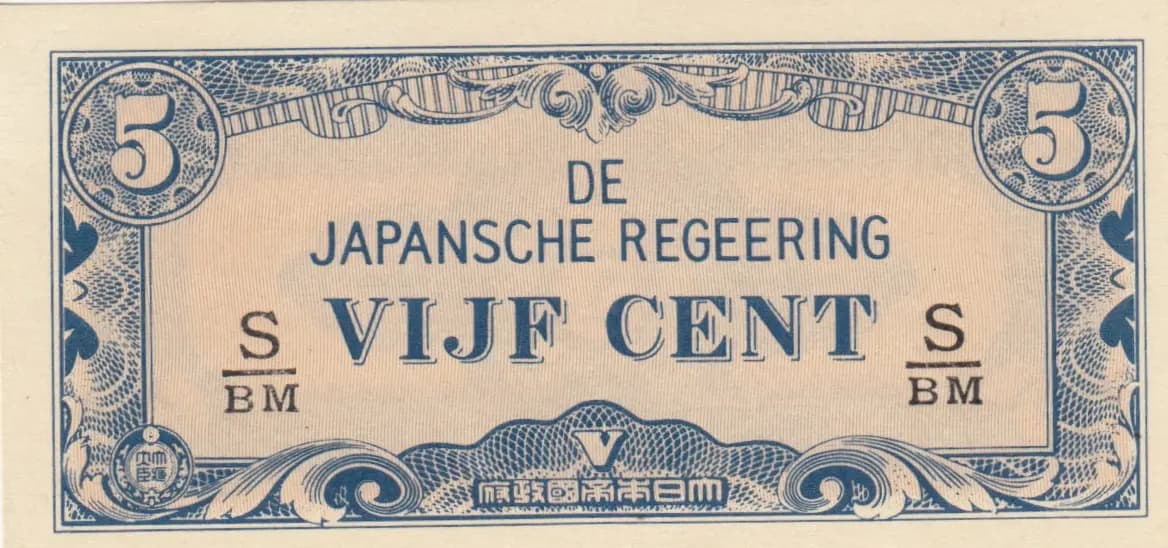 5 5
DE
JAPANSCHE REGEERING
VIJF CENT
S S
BM BM
V
大日本帝國政府